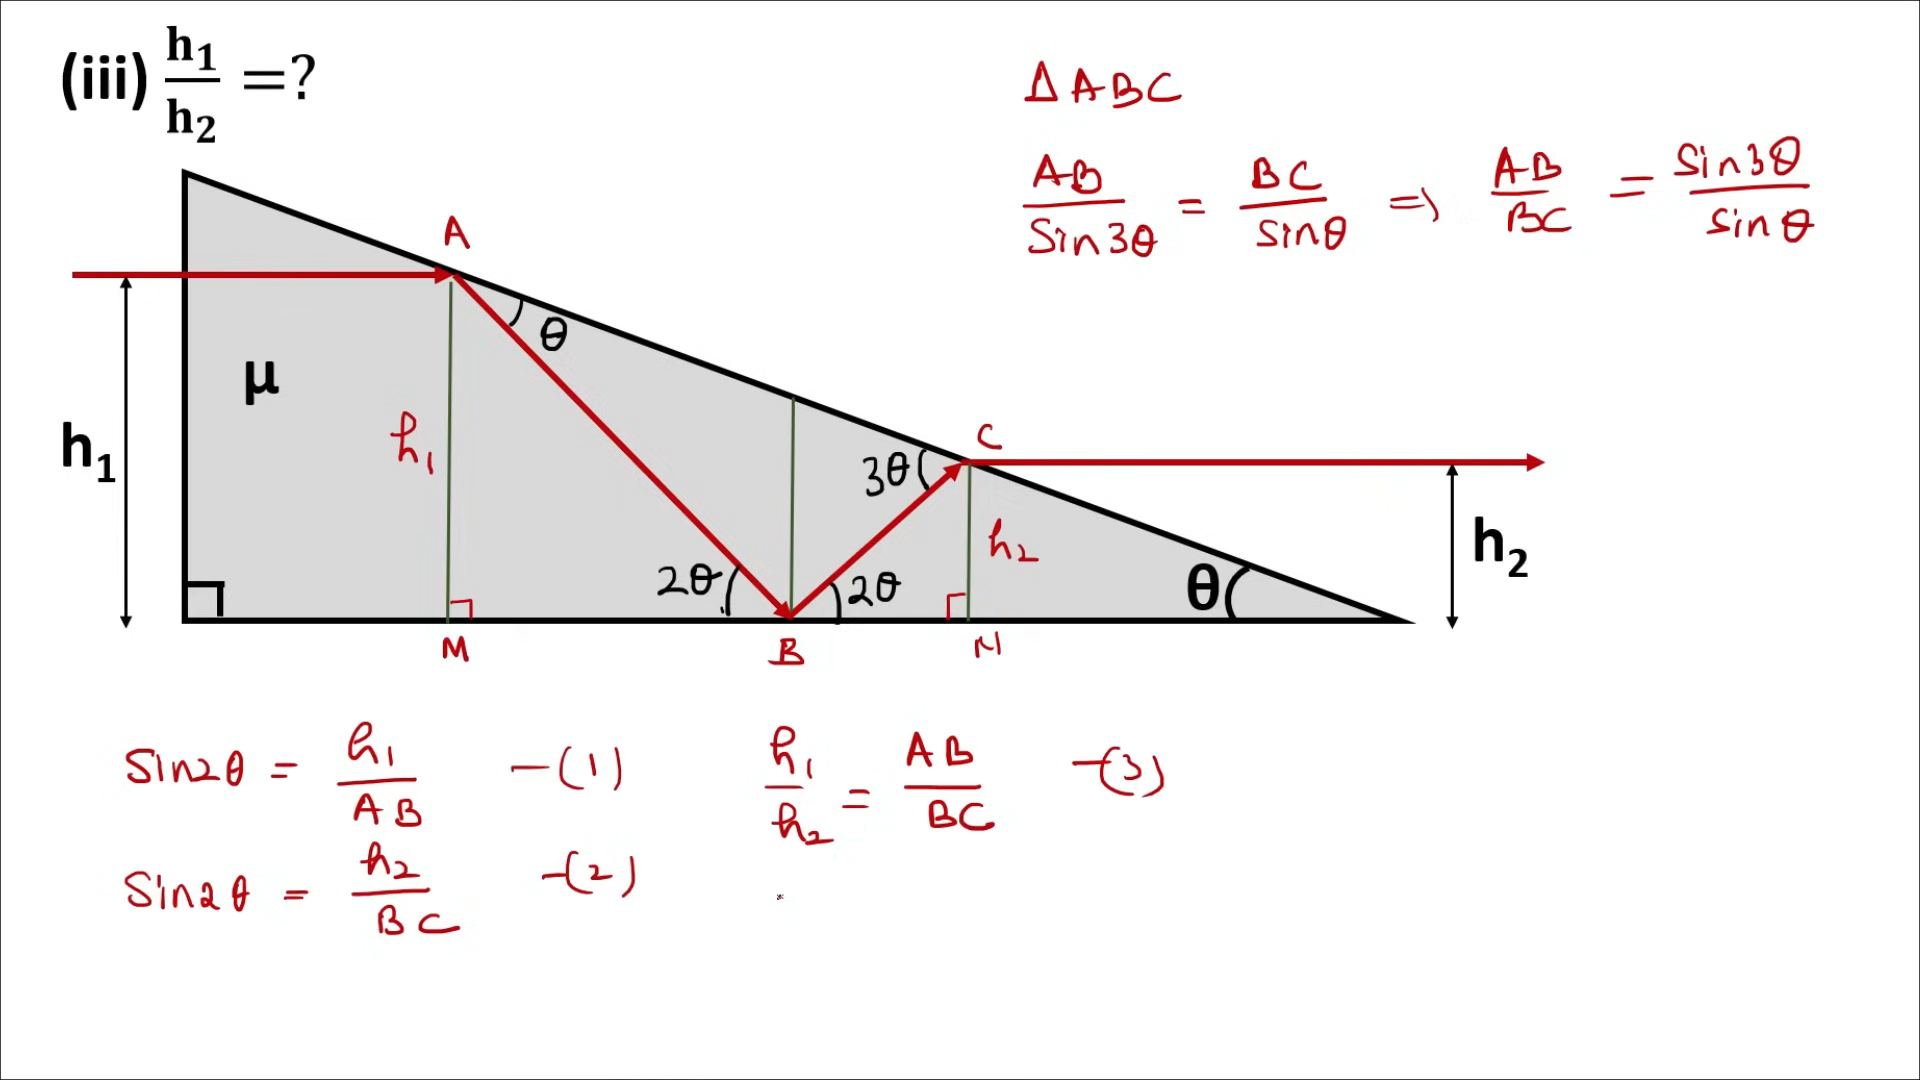 (iii) h₁/h₂ =?
ΔABC
AB/Sin3θ = BC/Sinθ ⇒ AB/BC = Sin3θ/Sinθ
A
θ
μ
h₁
h₁
C
3θ
h₂
h₂
2θ
2θ
θ
M
B
N
Sin2θ = h₁/AB –(1)
h₁/h₂ = AB/BC –(3)
Sin2θ = h₂/BC –(2)